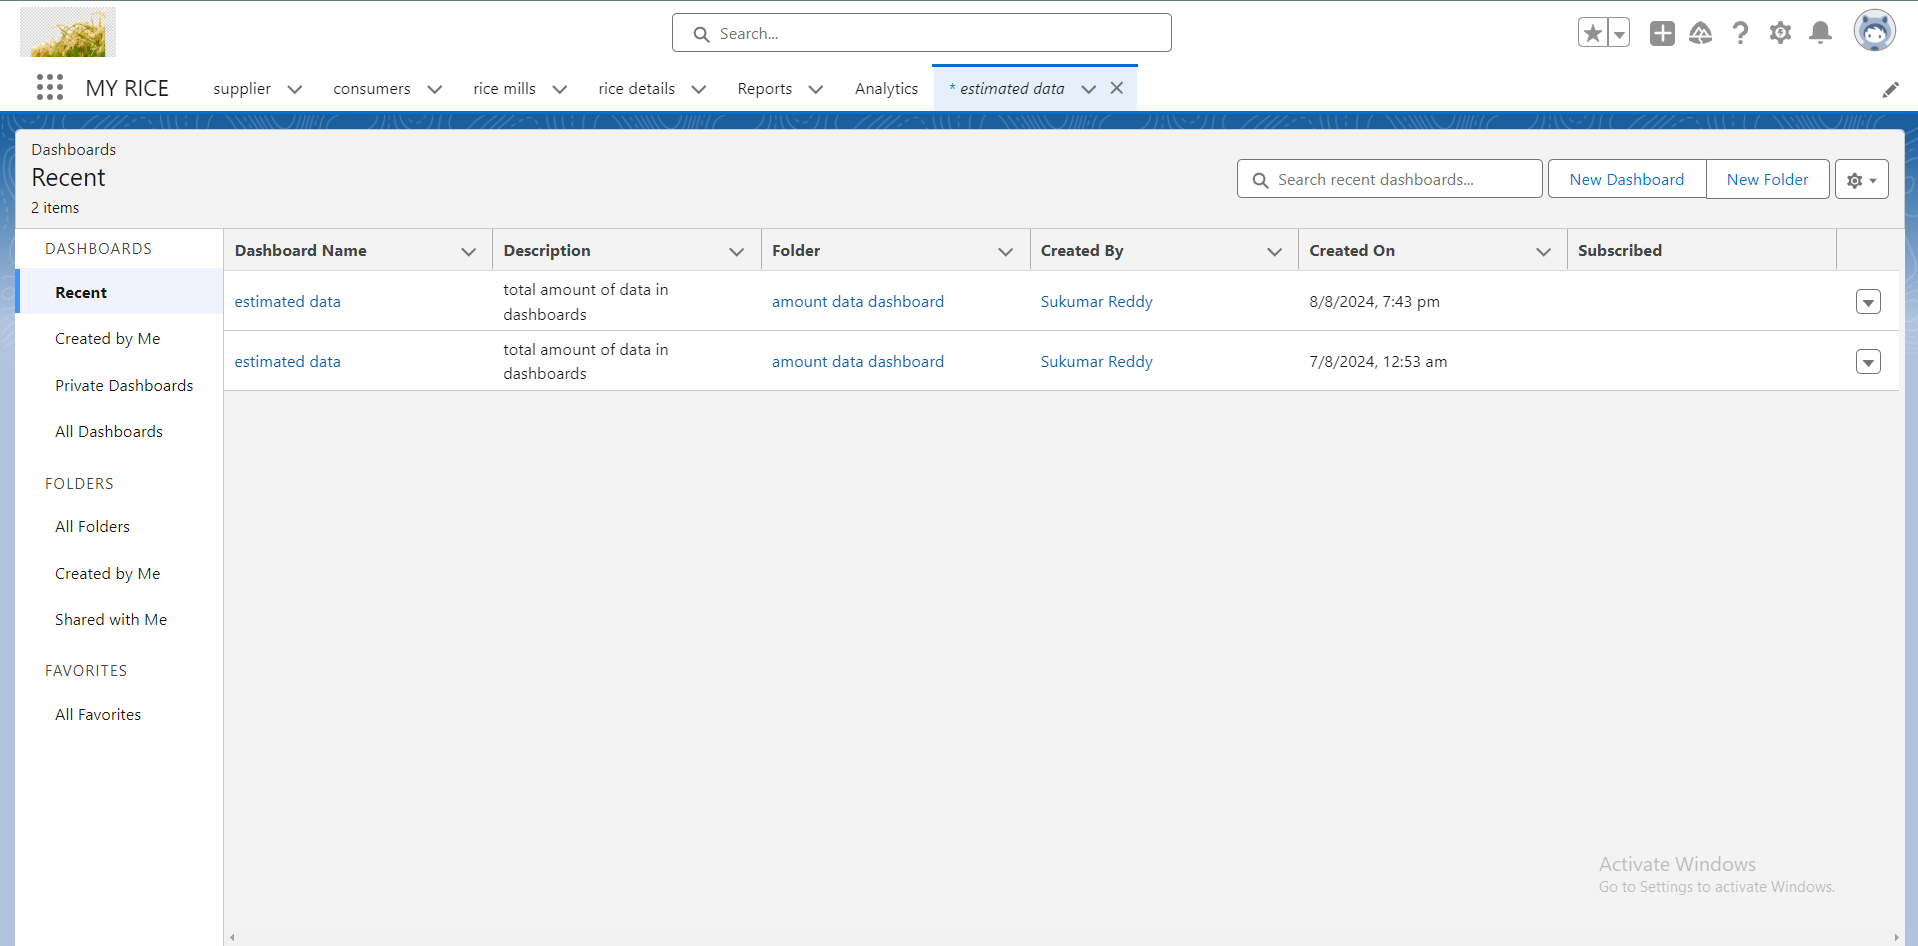 Search...
MY RICE
supplier
consumers
rice mills
rice details
Reports
Analytics
* estimated data
Dashboards
Recent
2 items
Search recent dashboards...
New Dashboard
New Folder
DASHBOARDS
Recent
Created by Me
Private Dashboards
All Dashboards
FOLDERS
All Folders
Created by Me
Shared with Me
FAVORITES
All Favorites
Dashboard Name
Description
Folder
Created By
Created On
Subscribed
estimated data
total amount of data in
dashboards
amount data dashboard
Sukumar Reddy
8/8/2024, 7:43 pm
estimated data
total amount of data in
dashboards
amount data dashboard
Sukumar Reddy
7/8/2024, 12:53 am
Activate Windows
Go to Settings to activate Windows.